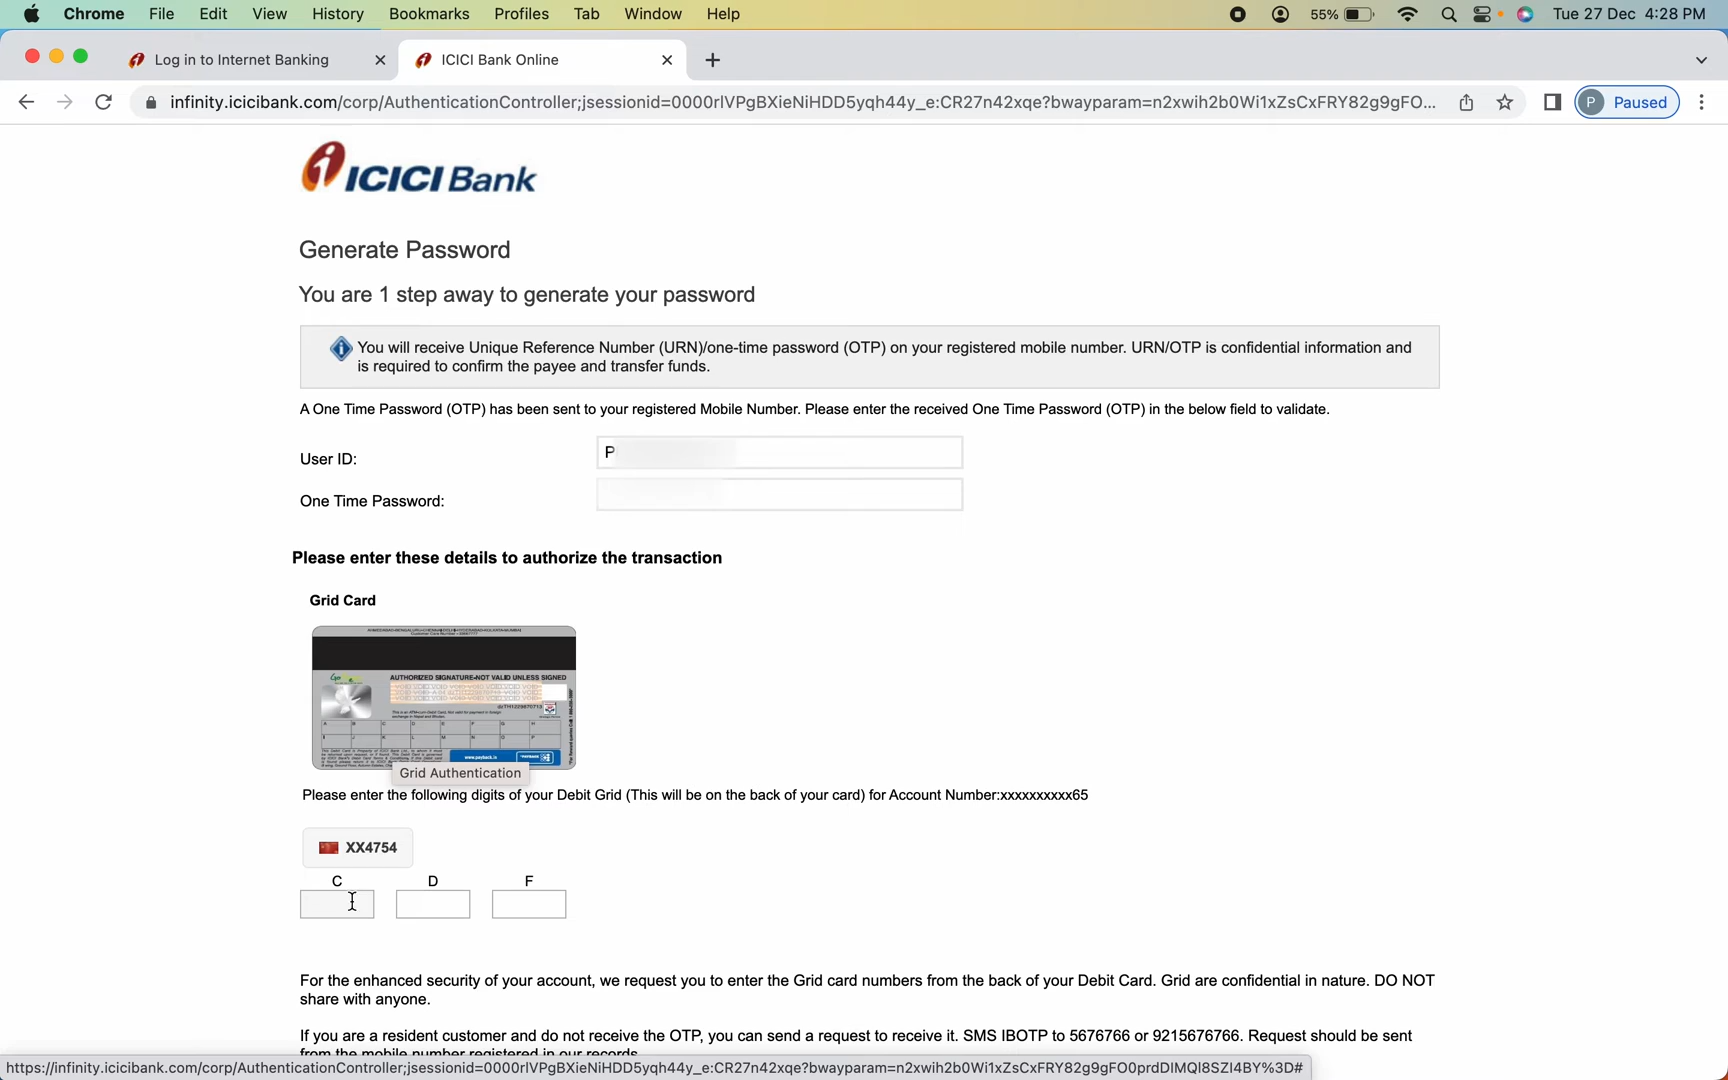 Chrome File Edit View History Bookmarks Profiles Tab Window Help 55% Tue 27 Dec 4:28 PM
Log in to Internet Banking ICICI Bank Online
infinity.icicibank.com/corp/AuthenticationController;jsessionid=0000rlVPgBXieNiHDD5yqh44y_e:CR27n42xqe?bwayparam=n2xwih2b0Wi1xZsCxFRY82g9gFO... P Paused
ICICI Bank
Generate Password
You are 1 step away to generate your password
You will receive Unique Reference Number (URN)/one-time password (OTP) on your registered mobile number. URN/OTP is confidential information and
is required to confirm the payee and transfer funds.
A One Time Password (OTP) has been sent to your registered Mobile Number. Please enter the received One Time Password (OTP) in the below field to validate.
User ID: P
One Time Password:
Please enter these details to authorize the transaction
Grid Card
AUTHORIZED SIGNATURE-NOT VALID UNLESS SIGNED
A B C D E F G H
I J K L M N O P
www.payback.in
Grid Authentication
Please enter the following digits of your Debit Grid (This will be on the back of your card) for Account Number:xxxxxxxxxx65
XX4754
C D F
For the enhanced security of your account, we request you to enter the Grid card numbers from the back of your Debit Card. Grid are confidential in nature. DO NOT
share with anyone.
If you are a resident customer and do not receive the OTP, you can send a request to receive it. SMS IBOTP to 5676766 or 9215676766. Request should be sent
from the mobile number registered in our records.
https://infinity.icicibank.com/corp/AuthenticationController;jsessionid=0000rlVPgBXieNiHDD5yqh44y_e:CR27n42xqe?bwayparam=n2xwih2b0Wi1xZsCxFRY82g9gFO0prdDIMQI8SZI4BY%3D#